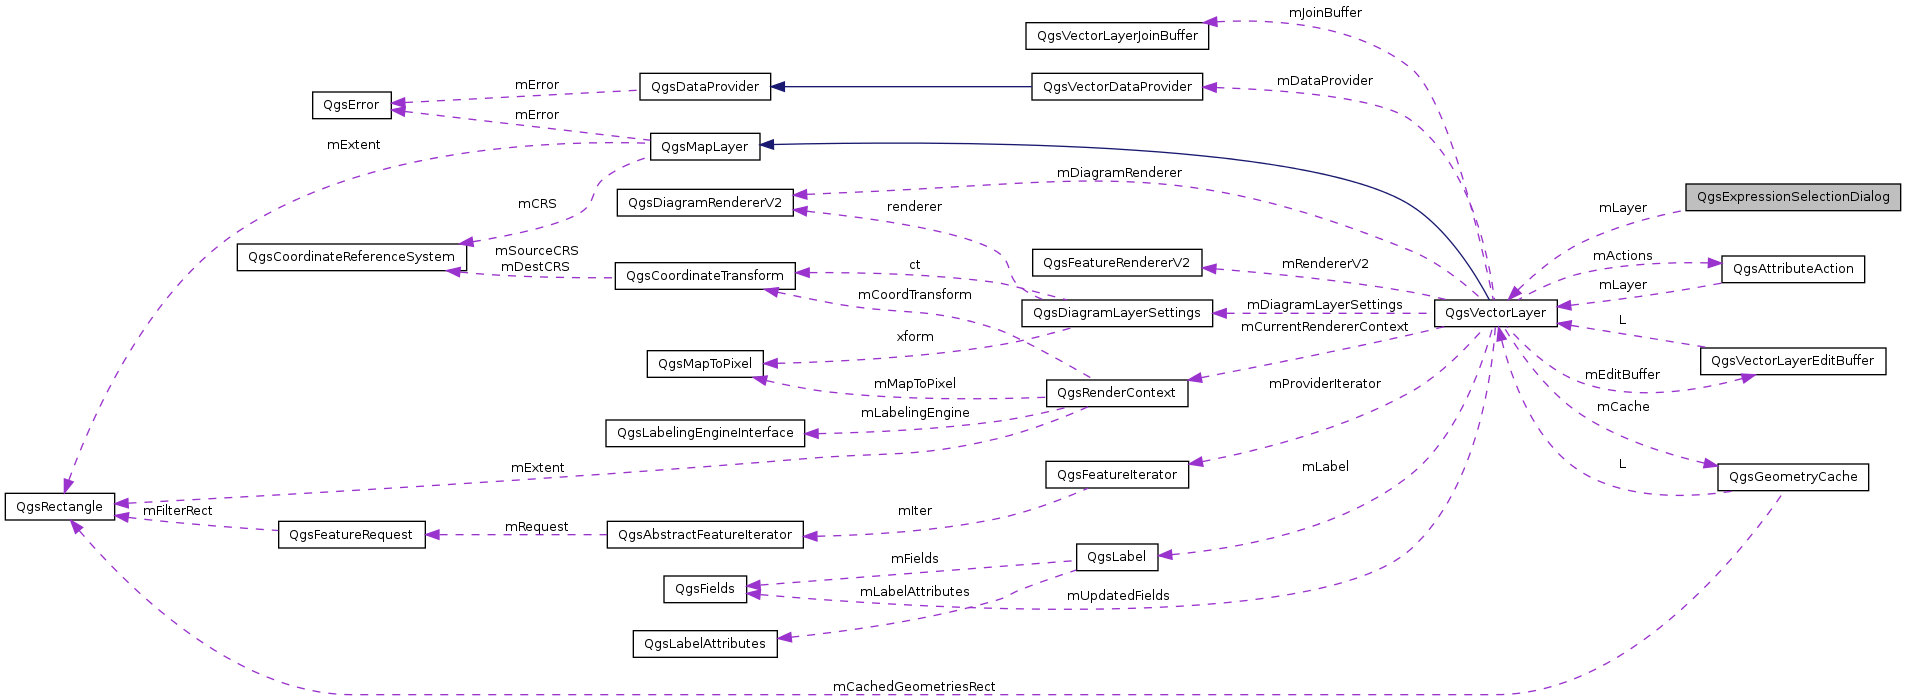 mJoinBuffer
QgsVectorLayerJoinBuffer
mError
QgsDataProvider
mDataProvider
QgsVectorDataProvider
QgsError
mError
mExtent
QgsMapLayer
mDiagramRenderer
QgsDiagramRendererV2
mCRS
renderer
mLayer
QgsExpressionSelectionDialog
QgsCoordinateReferenceSystem
mSourceCRS
mDestCRS
QgsCoordinateTransform
ct
QgsFeatureRendererV2
mRendererV2
mActions
QgsAttributeAction
mLayer
mCoordTransform
QgsDiagramLayerSettings
mDiagramLayerSettings
QgsVectorLayer
mCurrentRendererContext
L
xform
QgsMapToPixel
mMapToPixel
QgsRenderContext
mProviderIterator
mEditBuffer
QgsVectorLayerEditBuffer
mLabelingEngine
QgsLabelingEngineInterface
mCache
mExtent
QgsFeatureIterator
mLabel
L
QgsGeometryCache
QgsRectangle
mFilterRect
QgsFeatureRequest
mRequest
QgsAbstractFeatureIterator
mIter
QgsLabel
mFields
QgsFields
mLabelAttributes
mUpdatedFields
QgsLabelAttributes
mCachedGeometriesRect